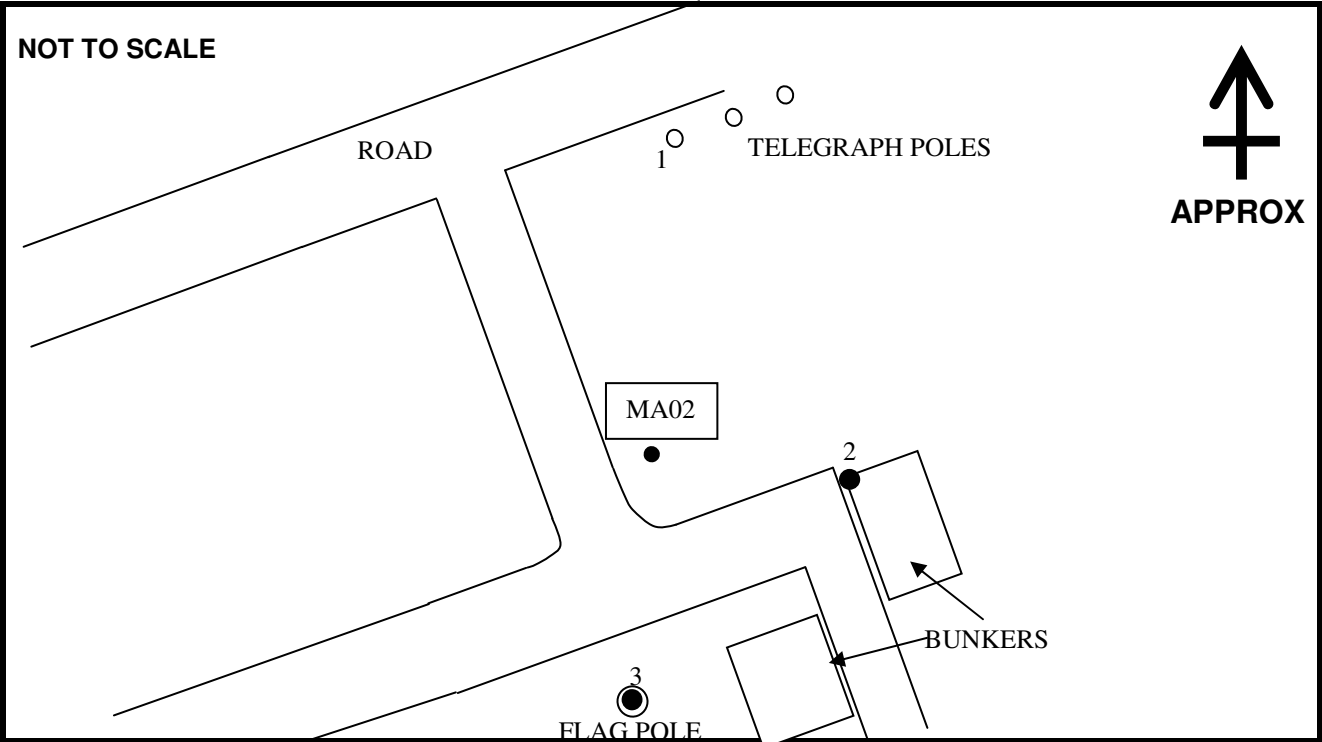 NOT TO SCALE
ROAD
1
TELEGRAPH POLES
APPROX
MA02
2
BUNKERS
3
FLAG POLE